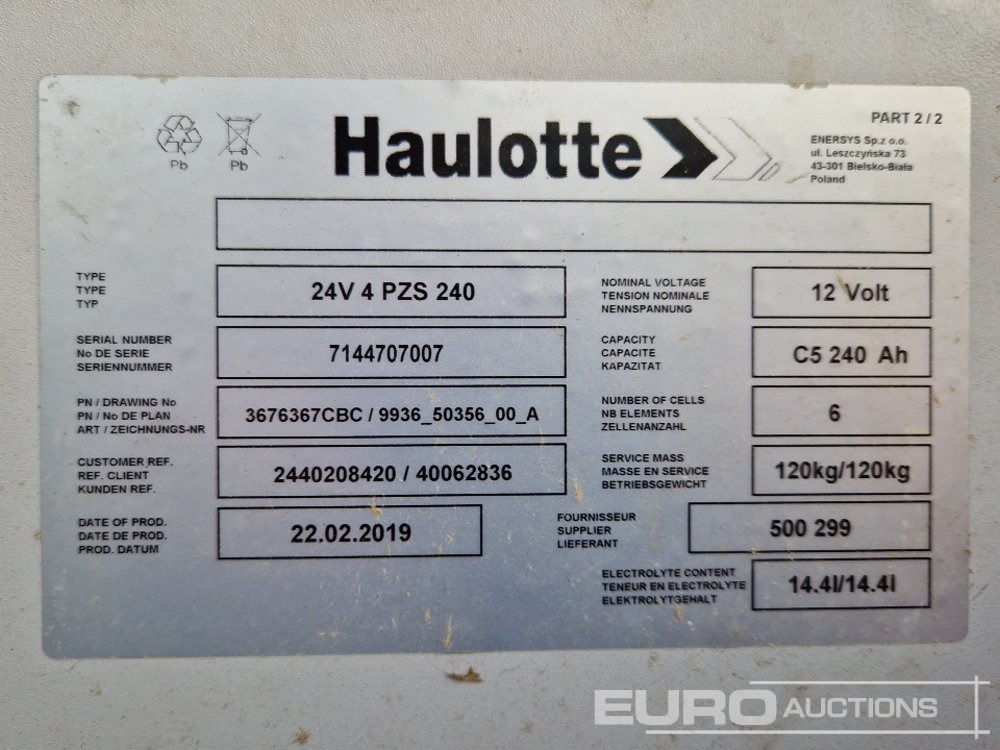 Pb
Pb
Haulotte
PART 2 / 2
ENERSYS Sp.z o.o.
ul. Leszczyńska 73
43-301 Bielsko-Biała
Poland
TYPE
TYPE
TYP
24V 4 PZS 240
NOMINAL VOLTAGE
TENSION NOMINALE
NENNSPANNUNG
12 Volt
SERIAL NUMBER
No DE SERIE
SERIENNUMMER
7144707007
CAPACITY
CAPACITE
KAPAZITAT
C5 240 Ah
PN / DRAWING No
PN / No DE PLAN
ART / ZEICHNUNGS-NR
3676367CBC / 9936_50356_00_A
NUMBER OF CELLS
NB ELEMENTS
ZELLENANZAHL
6
CUSTOMER REF.
REF. CLIENT
KUNDEN REF.
2440208420 / 40062836
SERVICE MASS
MASSE EN SERVICE
BETRIEBSGEWICHT
120kg/120kg
DATE OF PROD.
DATE DE PROD.
PROD. DATUM
22.02.2019
FOURNISSEUR
SUPPLIER
LIEFERANT
500 299
ELECTROLYTE CONTENT
TENEUR EN ELECTROLYTE
ELEKTROLYTGEHALT
14.4l/14.4l
EURO AUCTIONS